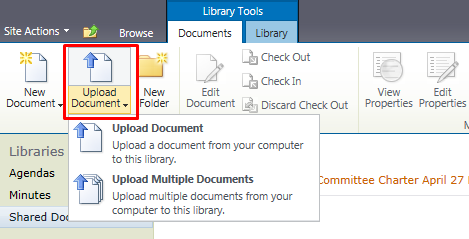 Library Tools
Site Actions Browse Documents Library
New Document
Upload Document
New Folder
Edit Document
Check Out
Check In
Discard Check Out
View Properties
Edit Properties
Upload Document
Upload a document from your computer
to this library.
Upload Multiple Documents
Upload multiple documents from your
computer to this library.
Libraries
Agendas
Minutes
Shared Doc
Committee Charter April 27